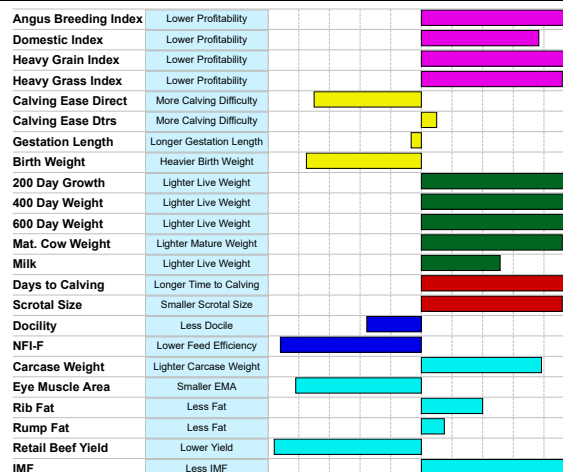 Angus Breeding Index Lower Profitability
Domestic Index Lower Profitability
Heavy Grain Index Lower Profitability
Heavy Grass Index Lower Profitability
Calving Ease Direct More Calving Difficulty
Calving Ease Dtrs More Calving Difficulty
Gestation Length Longer Gestation Length
Birth Weight Heavier Birth Weight
200 Day Growth Lighter Live Weight
400 Day Weight Lighter Live Weight
600 Day Weight Lighter Live Weight
Mat. Cow Weight Lighter Mature Weight
Milk Lighter Live Weight
Days to Calving Longer Time to Calving
Scrotal Size Smaller Scrotal Size
Docility Less Docile
NFI-F Lower Feed Efficiency
Carcase Weight Lighter Carcase Weight
Eye Muscle Area Smaller EMA
Rib Fat Less Fat
Rump Fat Less Fat
Retail Beef Yield Lower Yield
IMF Less IMF